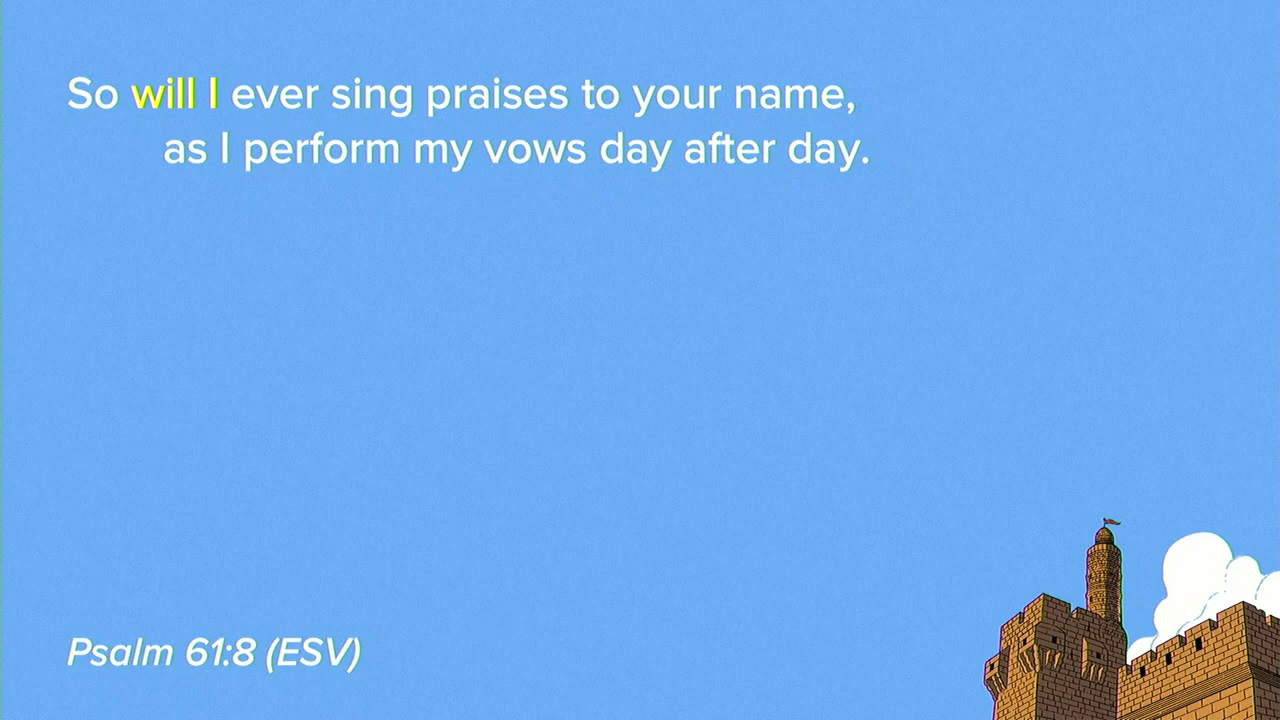 So will I ever sing praises to your name,
as I perform my vows day after day.
Psalm 61:8 (ESV)